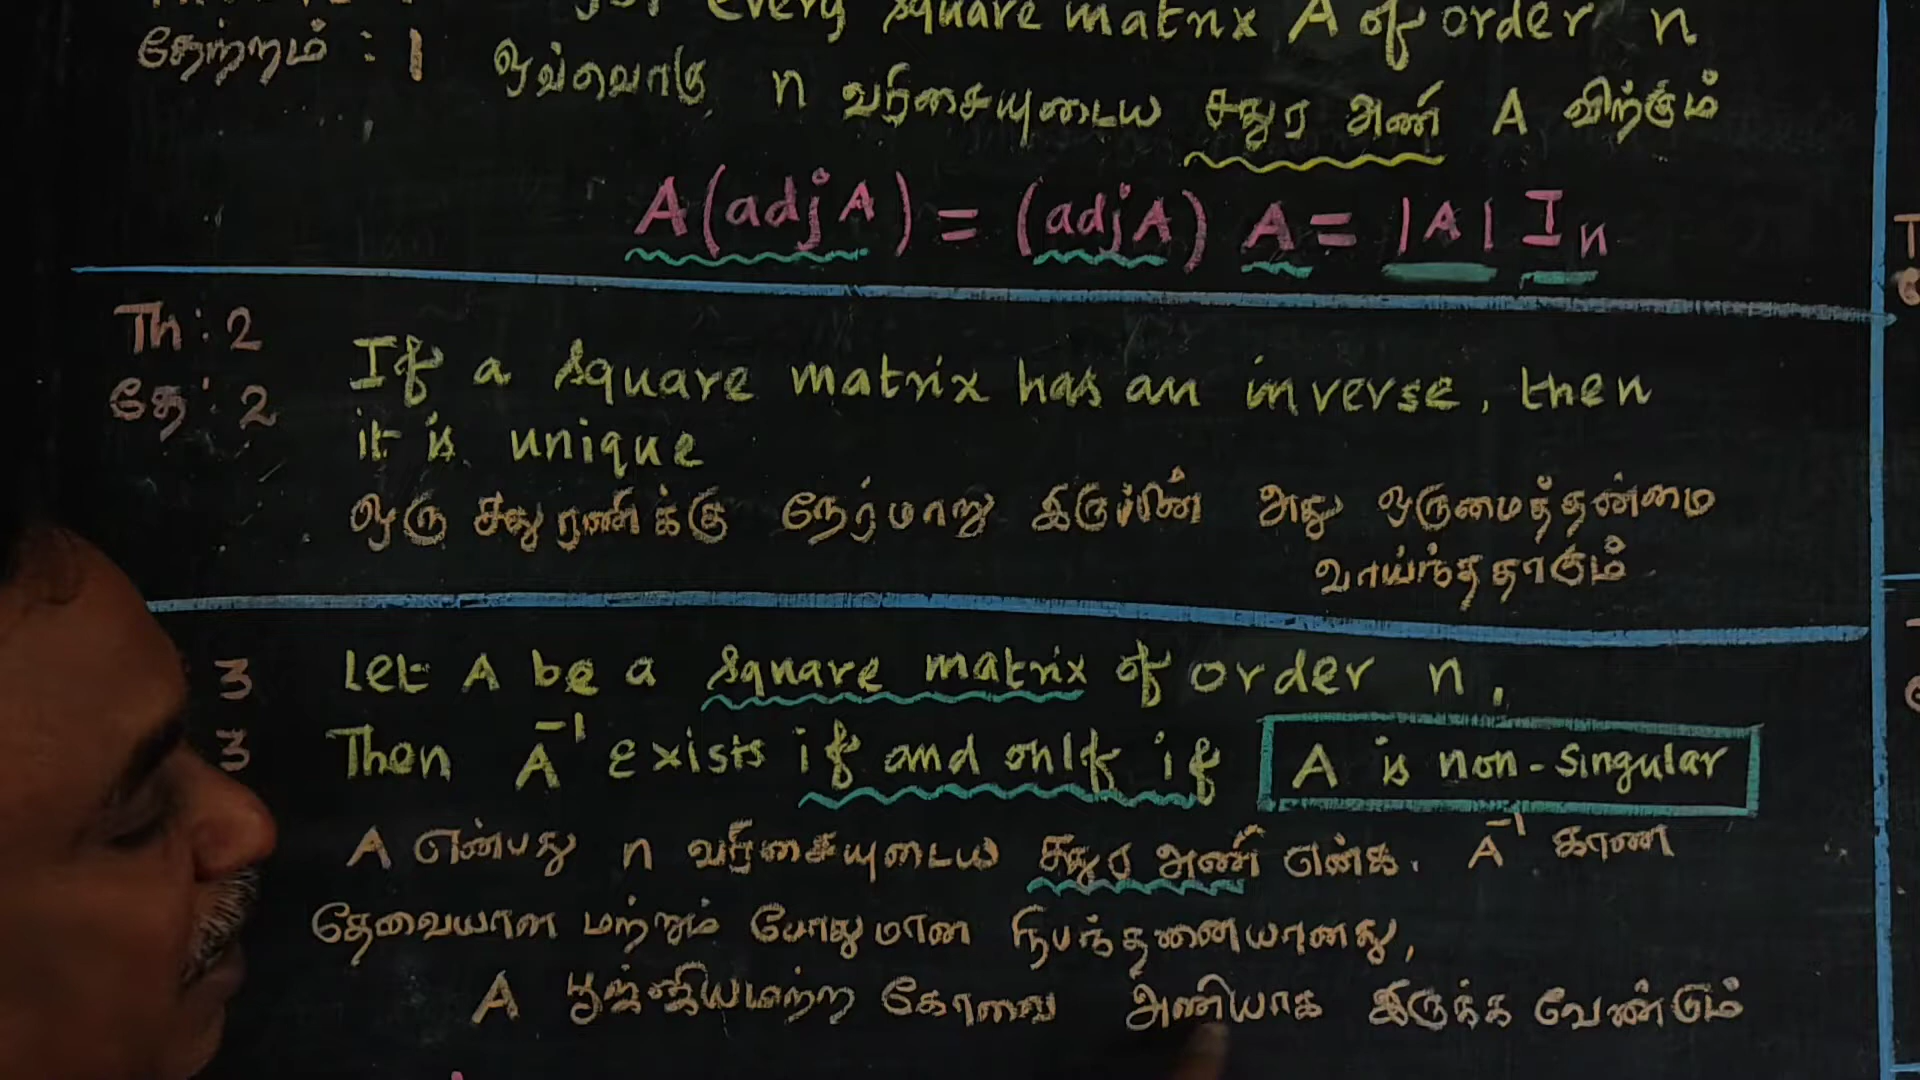 for every square matrix A of order n
தேற்றம் : 1 ஒவ்வொரு n வரிசையுடைய சதுர அணி A விற்கும்
A(adj A) = (adj A) A = |A| In
Th : 2
தே : 2
If a square matrix has an inverse, then
it is unique
ஒரு சதுரணிக்கு நேர்மாறு இருப்பின் அது ஒருமைத்தன்மை
வாய்ந்ததாகும்
3 Let A be a square matrix of order n.
3 Then A⁻¹ exists if and only if A is non-singular
A என்பது n வரிசையுடைய சதுர அணி என்க. A⁻¹ காண
தேவையான மற்றும் போதுமான நிபந்தனையானது,
A பூஜ்ஜியமற்ற கோவை அணியாக இருக்க வேண்டும்